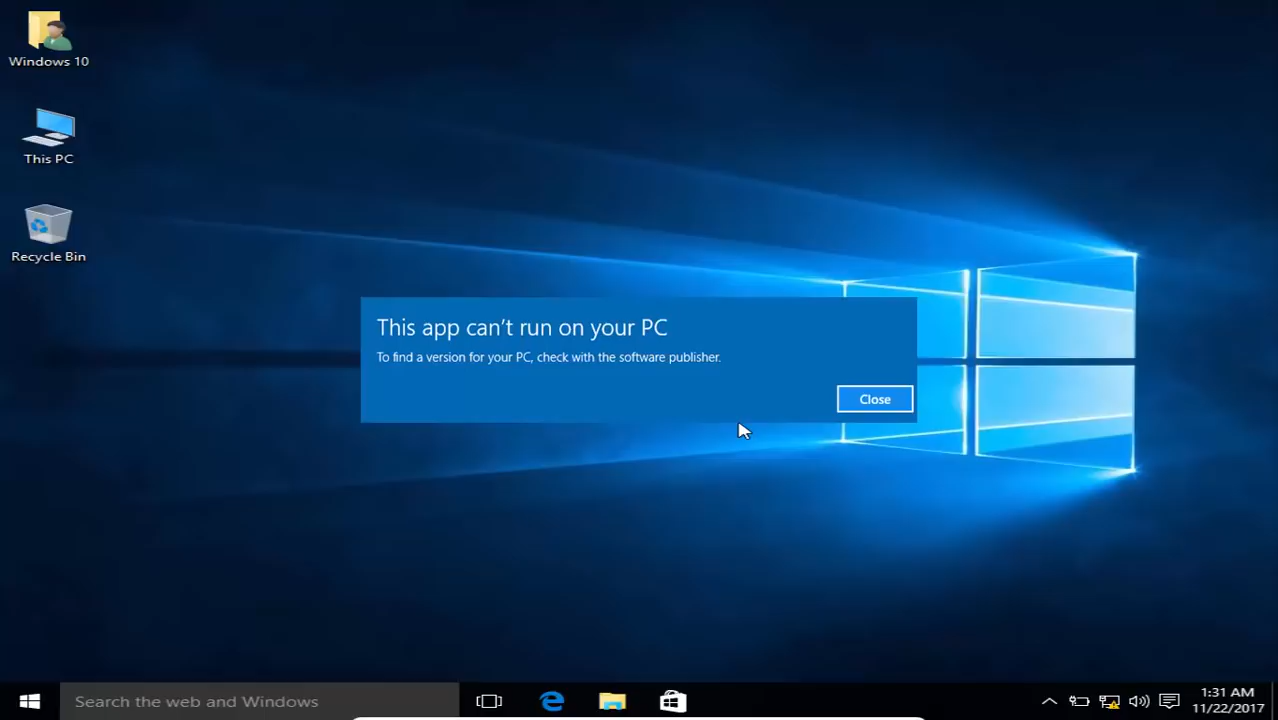 Windows 10
This PC
Recycle Bin
This app can’t run on your PC
To find a version for your PC, check with the software publisher.
Close
Search the web and Windows
1:31 AM
11/22/2017